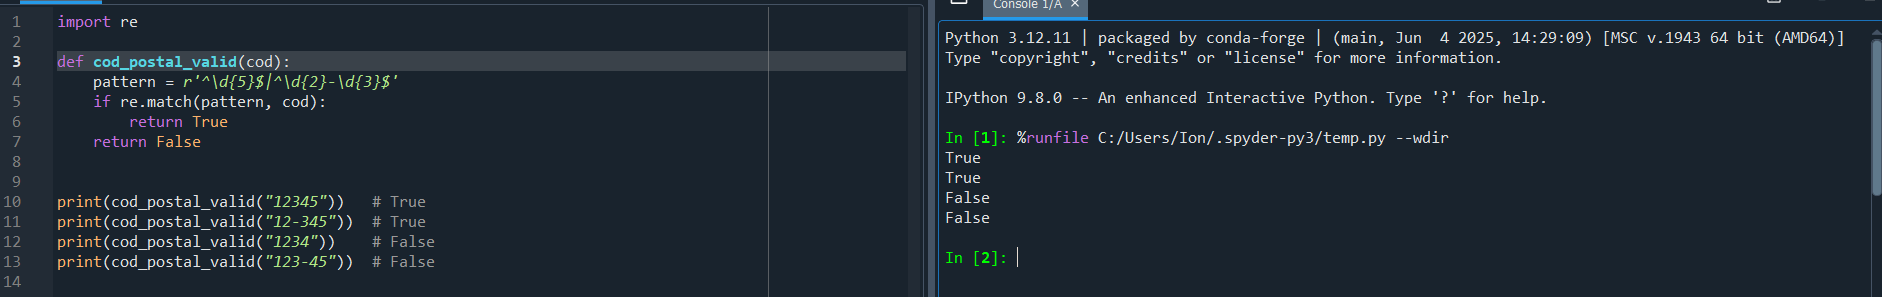 1 import re
2
3 def cod_postal_valid(cod):
4     pattern = r'^\d{5}$|^\d{2}-\d{3}$'
5     if re.match(pattern, cod):
6         return True
7     return False
8
9
10 print(cod_postal_valid("12345"))   # True
11 print(cod_postal_valid("12-345"))  # True
12 print(cod_postal_valid("1234"))    # False
13 print(cod_postal_valid("123-45"))  # False
14
Console 1/A ×
Python 3.12.11 | packaged by conda-forge | (main, Jun  4 2025, 14:29:09) [MSC v.1943 64 bit (AMD64)]
Type "copyright", "credits" or "license" for more information.
IPython 9.8.0 -- An enhanced Interactive Python. Type '?' for help.
In [1]: %runfile C:/Users/Ion/.spyder-py3/temp.py --wdir
True
True
False
False
In [2]: